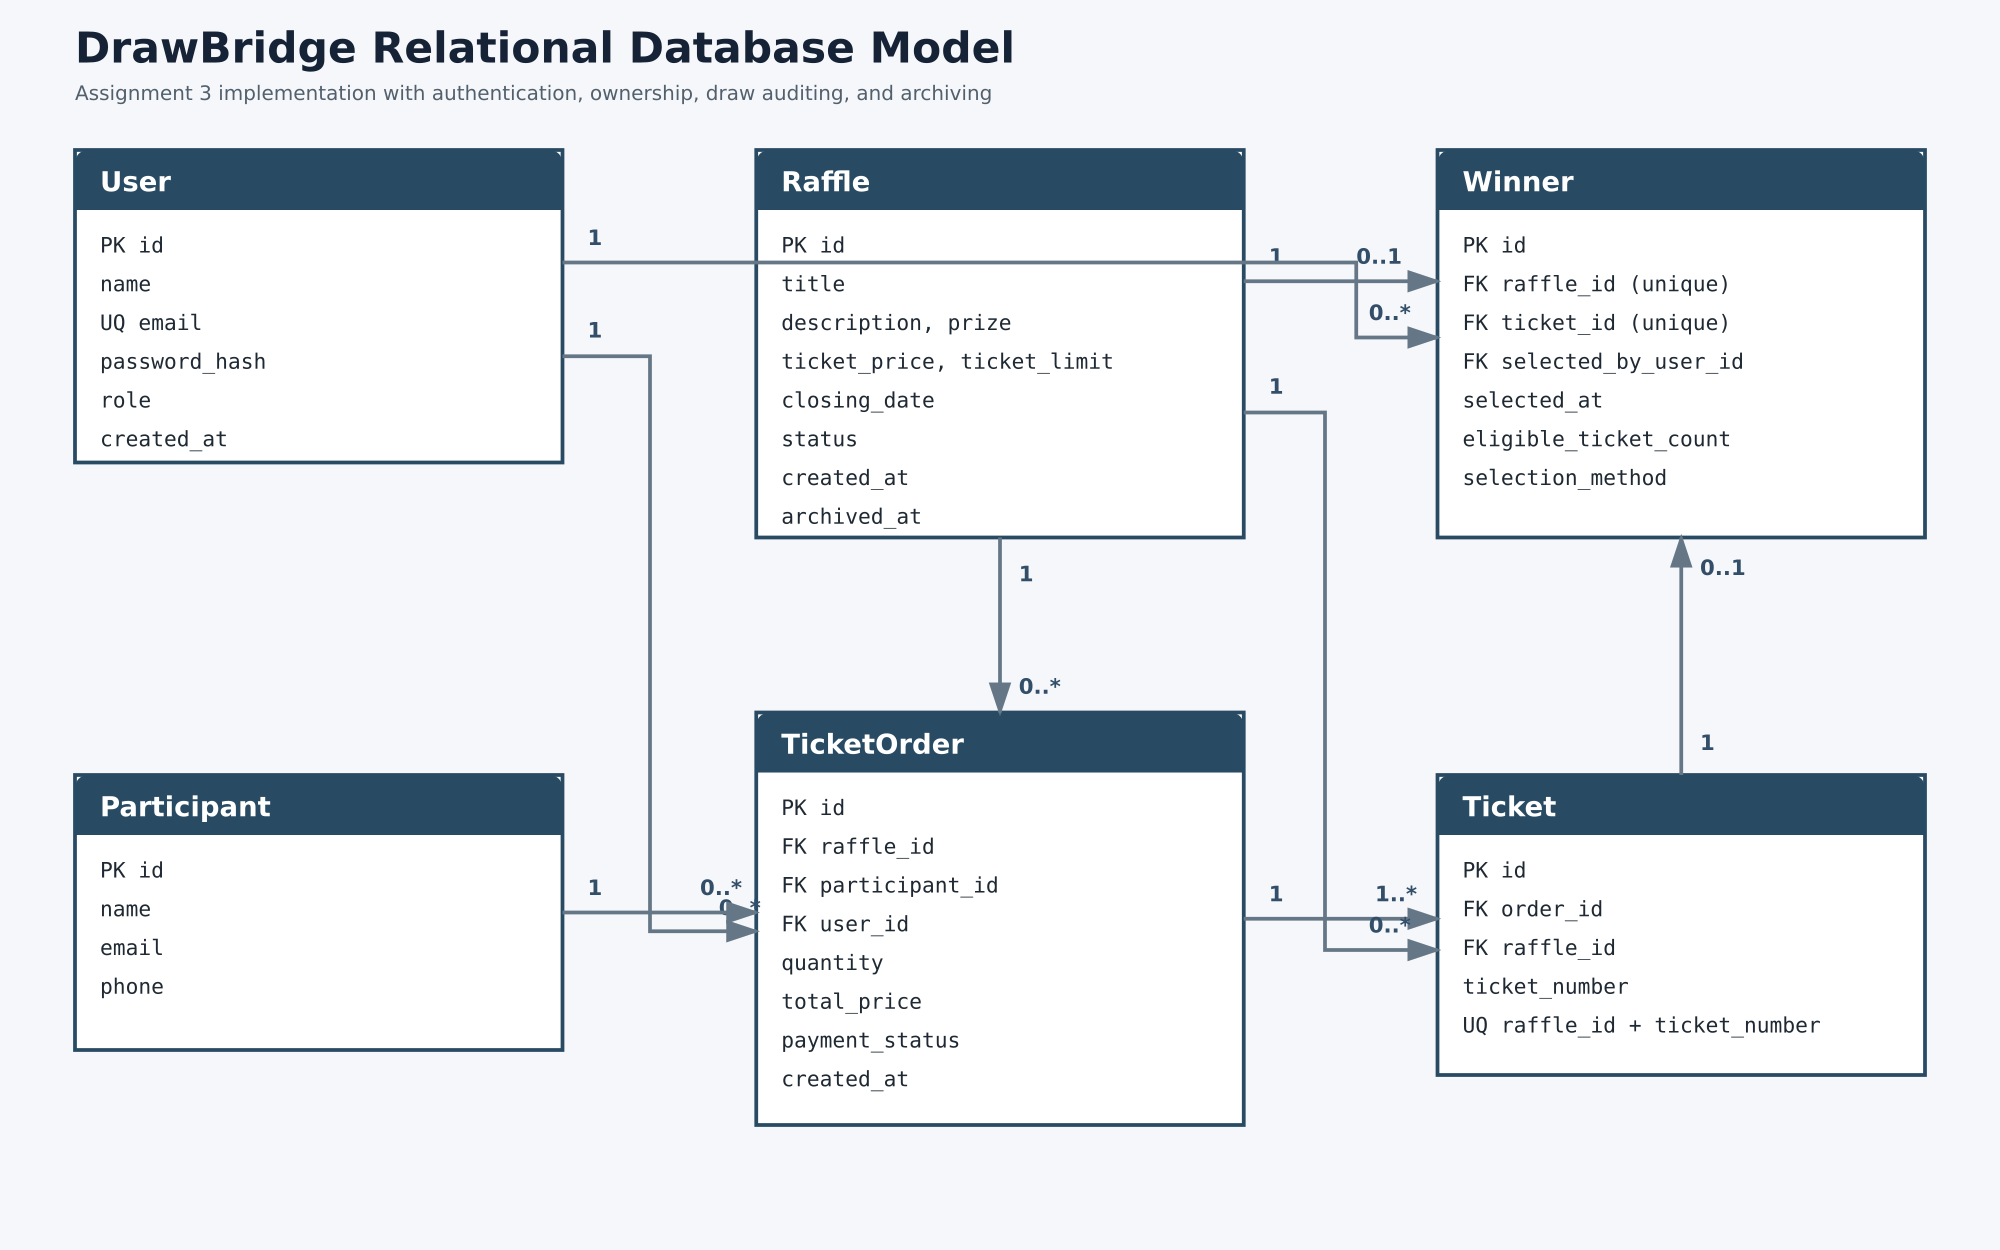 DrawBridge Relational Database Model
Assignment 3 implementation with authentication, ownership, draw auditing, and archiving
User
PK id
name
UQ email
password_hash
role
created_at
1
1
Raffle
PK id
title
description, prize
ticket_price, ticket_limit
closing_date
status
created_at
archived_at
1
0..1
0..*
1
1
0..*
Winner
PK id
FK raffle_id (unique)
FK ticket_id (unique)
FK selected_by_user_id
selected_at
eligible_ticket_count
selection_method
0..1
1
Participant
PK id
name
email
phone
1
0..*
0..*
TicketOrder
PK id
FK raffle_id
FK participant_id
FK user_id
quantity
total_price
payment_status
created_at
1
1..*
0..*
Ticket
PK id
FK order_id
FK raffle_id
ticket_number
UQ raffle_id + ticket_number